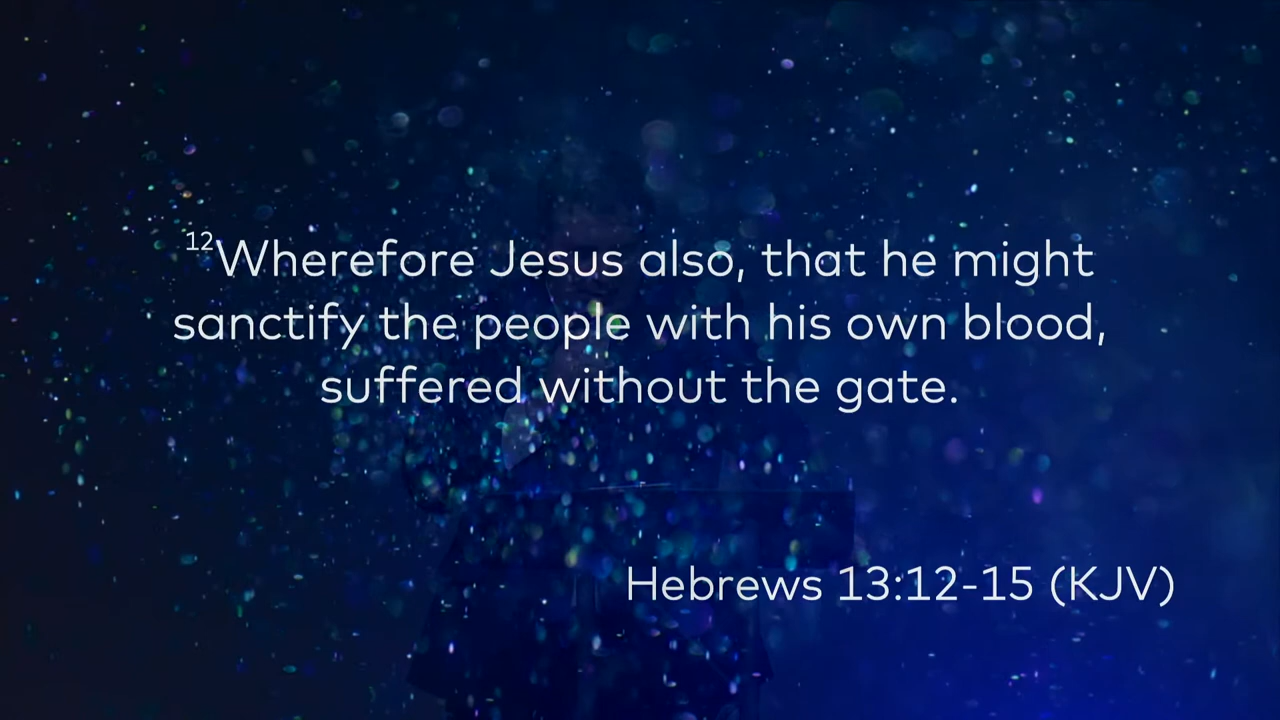 ¹²Wherefore Jesus also, that he might
sanctify the people with his own blood,
suffered without the gate.
Hebrews 13:12-15 (KJV)